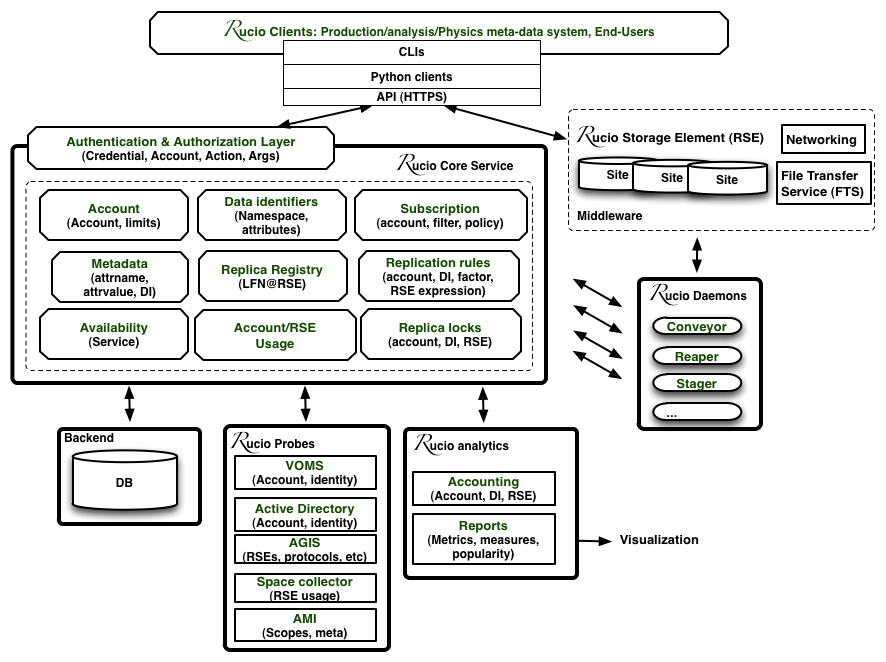 Rucio Clients: Production/analysis/Physics meta-data system, End-Users
CLIs
Python clients
API (HTTPS)
Authentication & Authorization Layer
(Credential, Account, Action, Args)
Rucio Core Service
Account
(Account, limits)
Data identifiers
(Namespace,
attributes)
Subscription
(account, filter, policy)
Metadata
(attrname,
attrvalue, DI)
Replica Registry
(LFN@RSE)
Replication rules
(account, DI, factor,
RSE expression)
Availability
(Service)
Account/RSE
Usage
Replica locks
(account, DI, RSE)
Rucio Storage Element (RSE)
Site
Site
Site
Networking
File Transfer
Service (FTS)
Middleware
Rucio Daemons
Conveyor
Reaper
Stager
...
Backend
DB
Rucio Probes
VOMS
(Account, identity)
Active Directory
(Account, identity)
AGIS
(RSEs, protocols, etc)
Space collector
(RSE usage)
AMI
(Scopes, meta)
Rucio analytics
Accounting
(Account, DI, RSE)
Reports
(Metrics, measures,
popularity)
Visualization